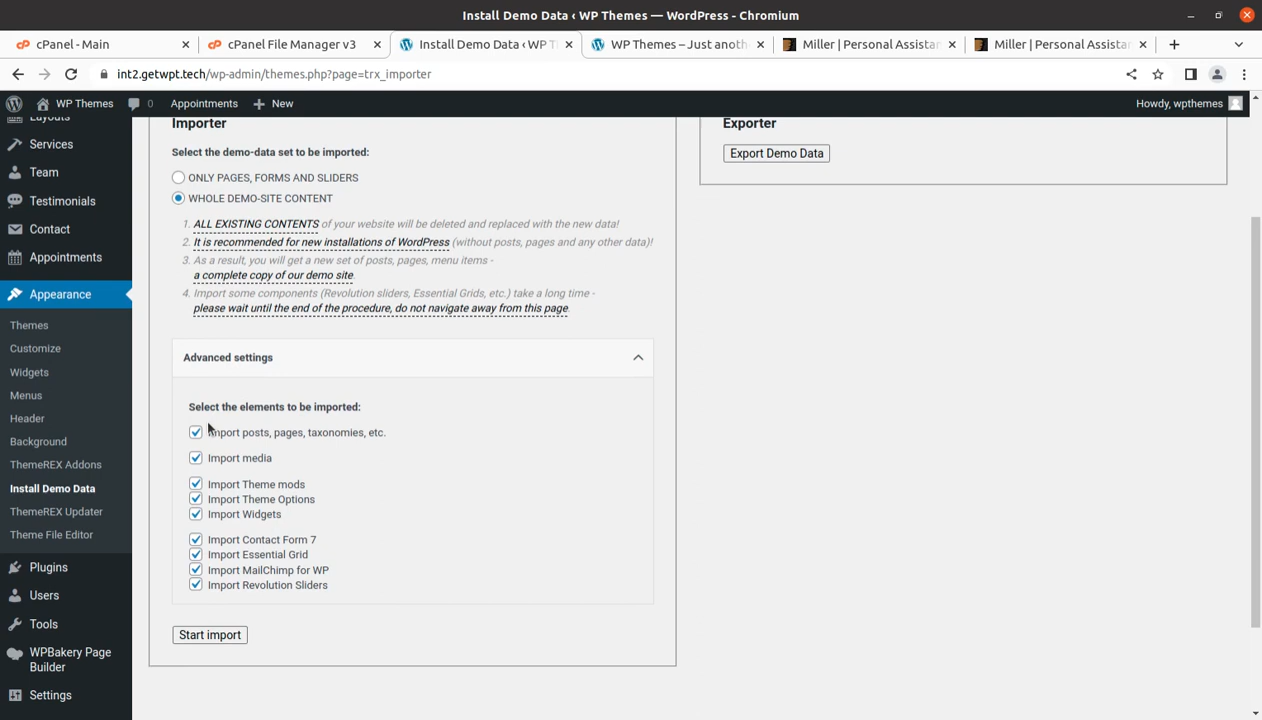 Install Demo Data ‹ WP Themes — WordPress - Chromium
cPanel - Main
cPanel File Manager v3
Install Demo Data ‹ WP T
WP Themes – Just anoth
Miller | Personal Assista
Miller | Personal Assista
int2.getwpt.tech/wp-admin/themes.php?page=trx_importer
WP Themes
0
Appointments
New
Howdy, wpthemes
Layouts
Services
Team
Testimonials
Contact
Appointments
Appearance
Themes
Customize
Widgets
Menus
Header
Background
ThemeREX Addons
Install Demo Data
ThemeREX Updater
Theme File Editor
Plugins
Users
Tools
WPBakery Page
Builder
Settings
Importer
Select the demo-data set to be imported:
ONLY PAGES, FORMS AND SLIDERS
WHOLE DEMO-SITE CONTENT
1. ALL EXISTING CONTENTS of your website will be deleted and replaced with the new data!
2. It is recommended for new installations of WordPress (without posts, pages and any other data)!
3. As a result, you will get a new set of posts, pages, menu items -
a complete copy of our demo site.
4. Import some components (Revolution sliders, Essential Grids, etc.) take a long time -
please wait until the end of the procedure, do not navigate away from this page.
Advanced settings
Select the elements to be imported:
Import posts, pages, taxonomies, etc.
Import media
Import Theme mods
Import Theme Options
Import Widgets
Import Contact Form 7
Import Essential Grid
Import MailChimp for WP
Import Revolution Sliders
Start import
Exporter
Export Demo Data